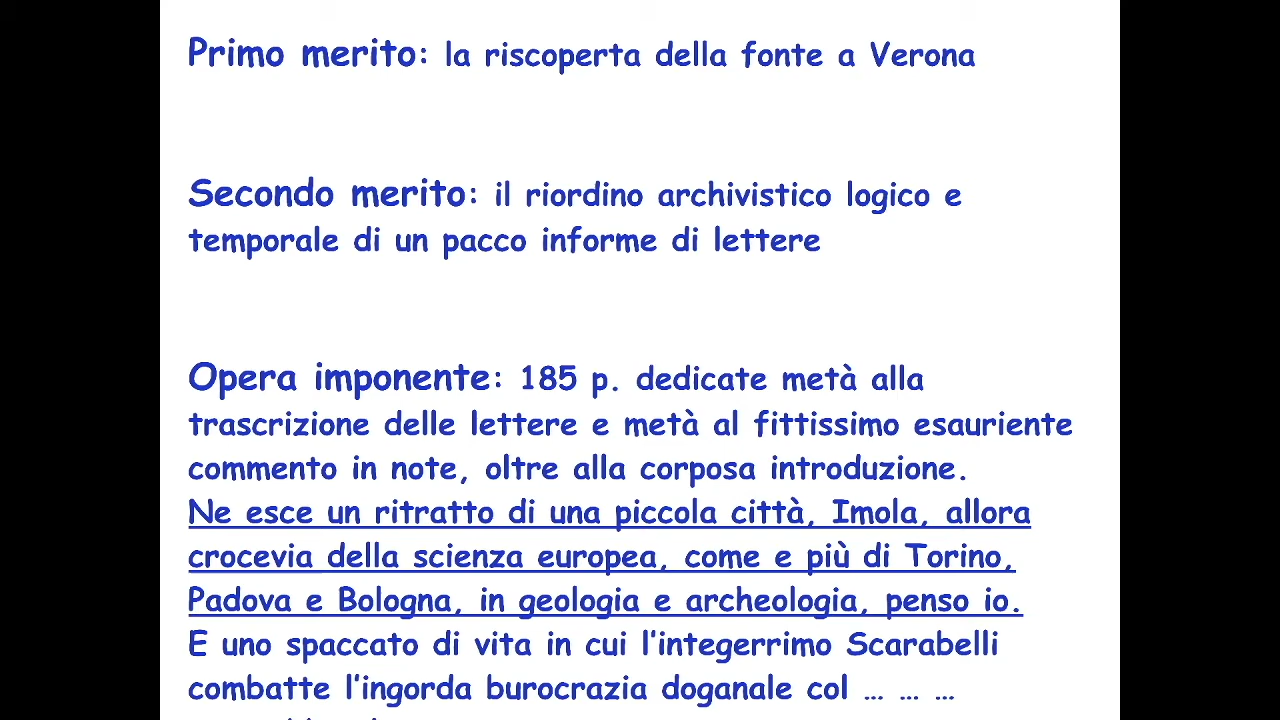 Primo merito: la riscoperta della fonte a Verona
Secondo merito: il riordino archivistico logico e
temporale di un pacco informe di lettere
Opera imponente: 185 p. dedicate metà alla
trascrizione delle lettere e metà al fittissimo esauriente
commento in note, oltre alla corposa introduzione.
Ne esce un ritratto di una piccola città, Imola, allora
crocevia della scienza europea, come e più di Torino,
Padova e Bologna, in geologia e archeologia, penso io.
E uno spaccato di vita in cui l'integerrimo Scarabelli
combatte l'ingorda burocrazia doganale col … … …